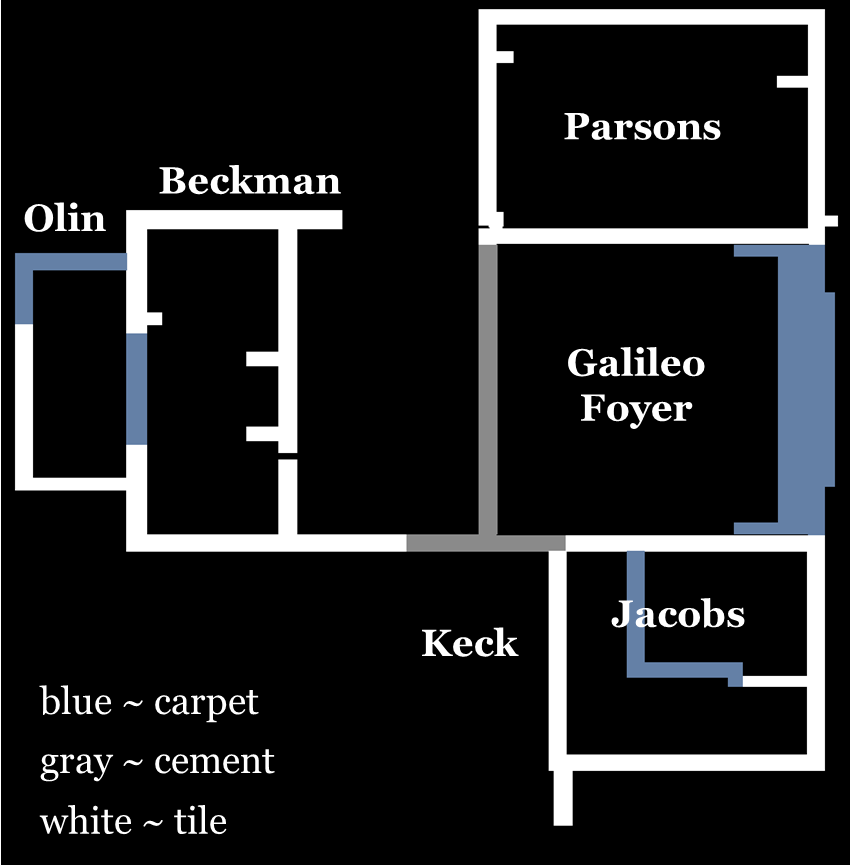 Parsons
Beckman
Olin
Galileo
Foyer
Jacobs
Keck
blue ~ carpet
gray ~ cement
white ~ tile